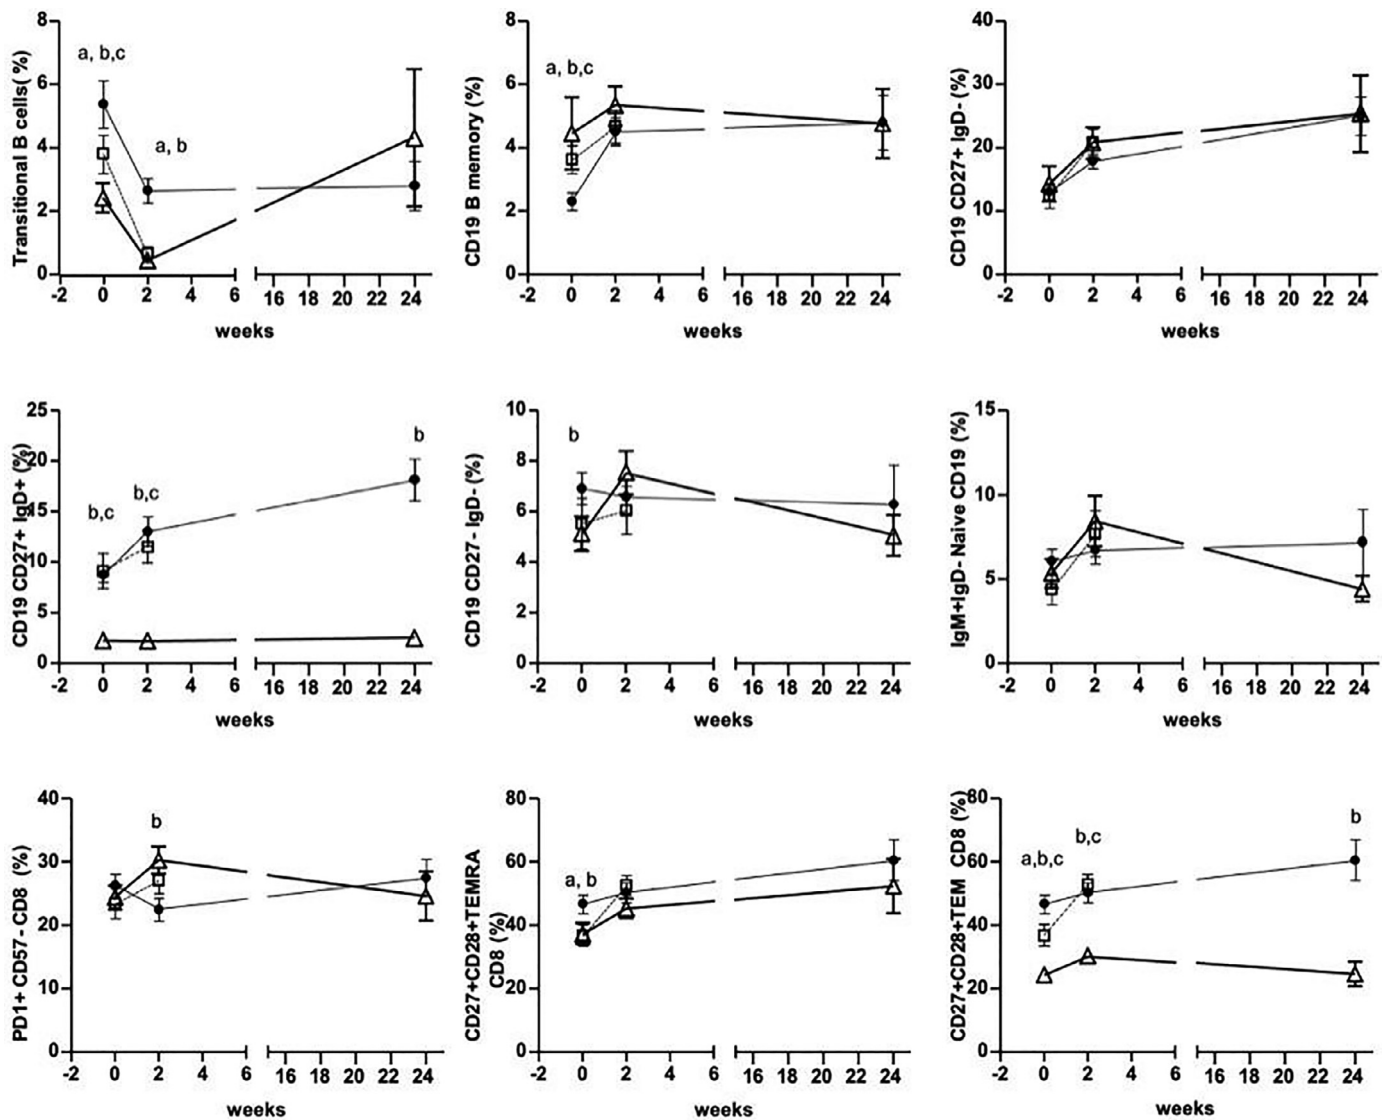 Transitional B cells( %)
8
6
4
2
0
a, b,c
a, b
-2 0 2 4 6 16 18 20 22 24
weeks
CD19 B memory (%)
8
6
4
2
0
a, b,c
-2 0 2 4 6 16 18 20 22 24
weeks
CD19 CD27+ IgD- (%)
40
30
20
10
0
-2 0 2 4 6 16 18 20 22 24
weeks
CD19 CD27+ IgD+ (%)
25
20
15
10
5
0
b,c
b,c
b
-2 0 2 4 6 16 18 20 22 24
weeks
CD19 CD27- IgD- (%)
10
8
6
4
2
0
b
-2 0 2 4 6 16 18 20 22 24
weeks
IgM+IgD- Naive CD19 (%)
15
10
5
0
-2 0 2 4 6 16 18 20 22 24
weeks
PD1+ CD57- CD8 (%)
40
30
20
10
0
b
-2 0 2 4 6 16 18 20 22 24
weeks
CD27+CD28+TEMRA
CD8 (%)
80
60
40
20
0
a, b
-2 0 2 4 6 16 18 20 22 24
weeks
CD27+CD28+TEM CD8 (%)
80
60
40
20
0
a,b,c
b,c
b
-2 0 2 4 6 16 18 20 22 24
weeks